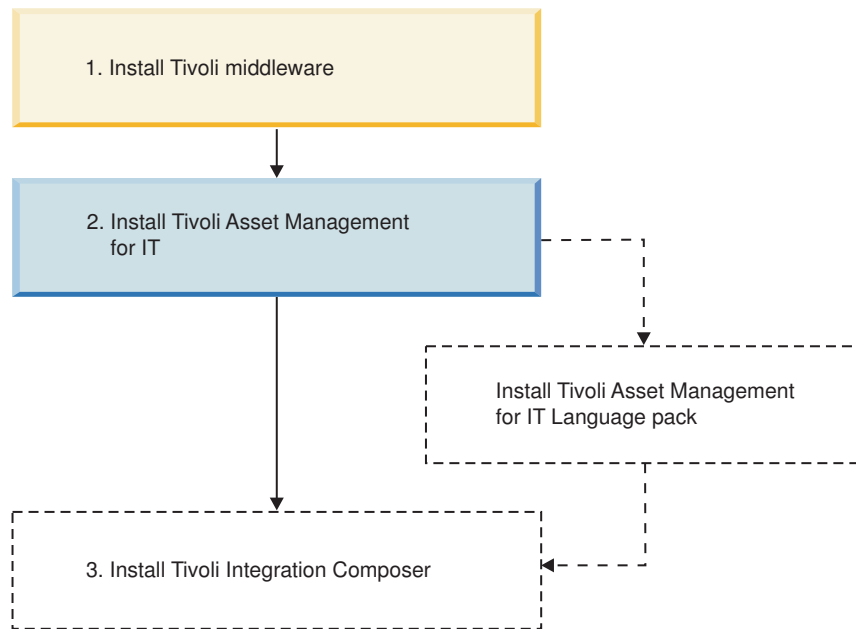 1. Install Tivoli middleware
2. Install Tivoli Asset Management
for IT
Install Tivoli Asset Management
for IT Language pack
3. Install Tivoli Integration Composer